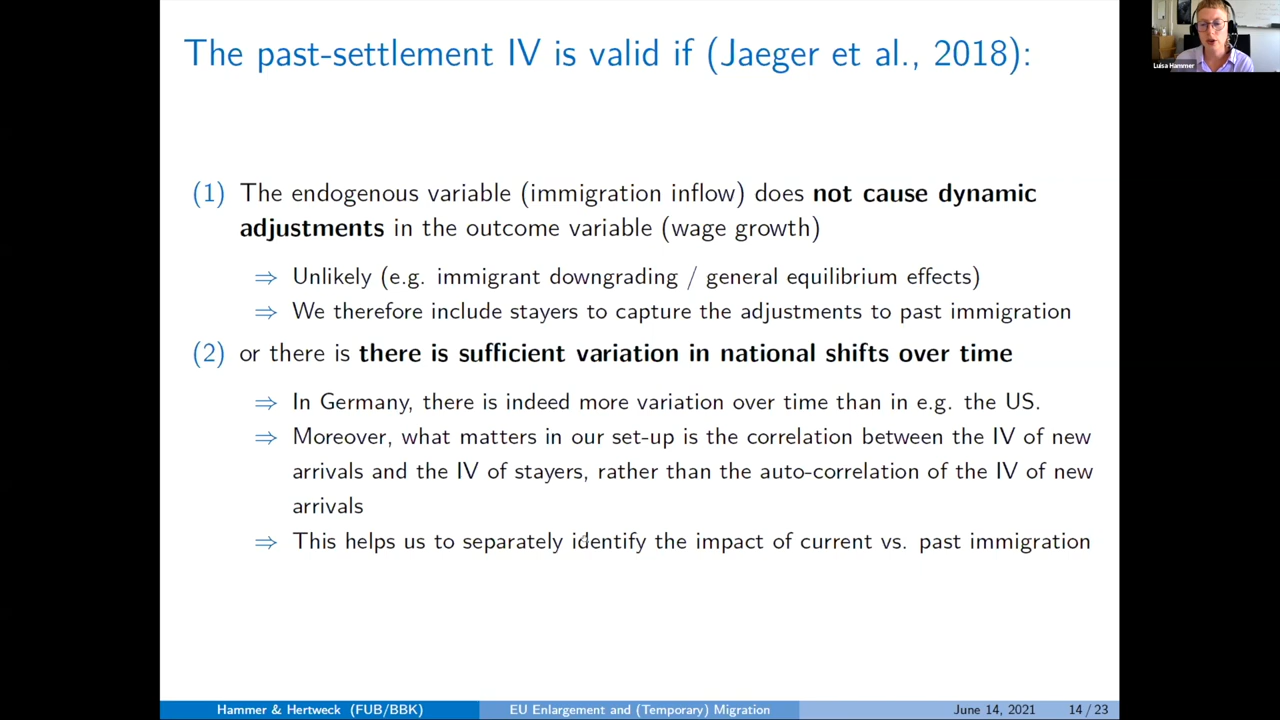 The past-settlement IV is valid if (Jaeger et al., 2018):
Luisa Hammer
(1) The endogenous variable (immigration inflow) does not cause dynamic
adjustments in the outcome variable (wage growth)
⇒ Unlikely (e.g. immigrant downgrading / general equilibrium effects)
⇒ We therefore include stayers to capture the adjustments to past immigration
(2) or there is there is sufficient variation in national shifts over time
⇒ In Germany, there is indeed more variation over time than in e.g. the US.
⇒ Moreover, what matters in our set-up is the correlation between the IV of new
arrivals and the IV of stayers, rather than the auto-correlation of the IV of new
arrivals
⇒ This helps us to separately identify the impact of current vs. past immigration
Hammer & Hertweck (FUB/BBK) EU Enlargement and (Temporary) Migration June 14, 2021 14 / 23